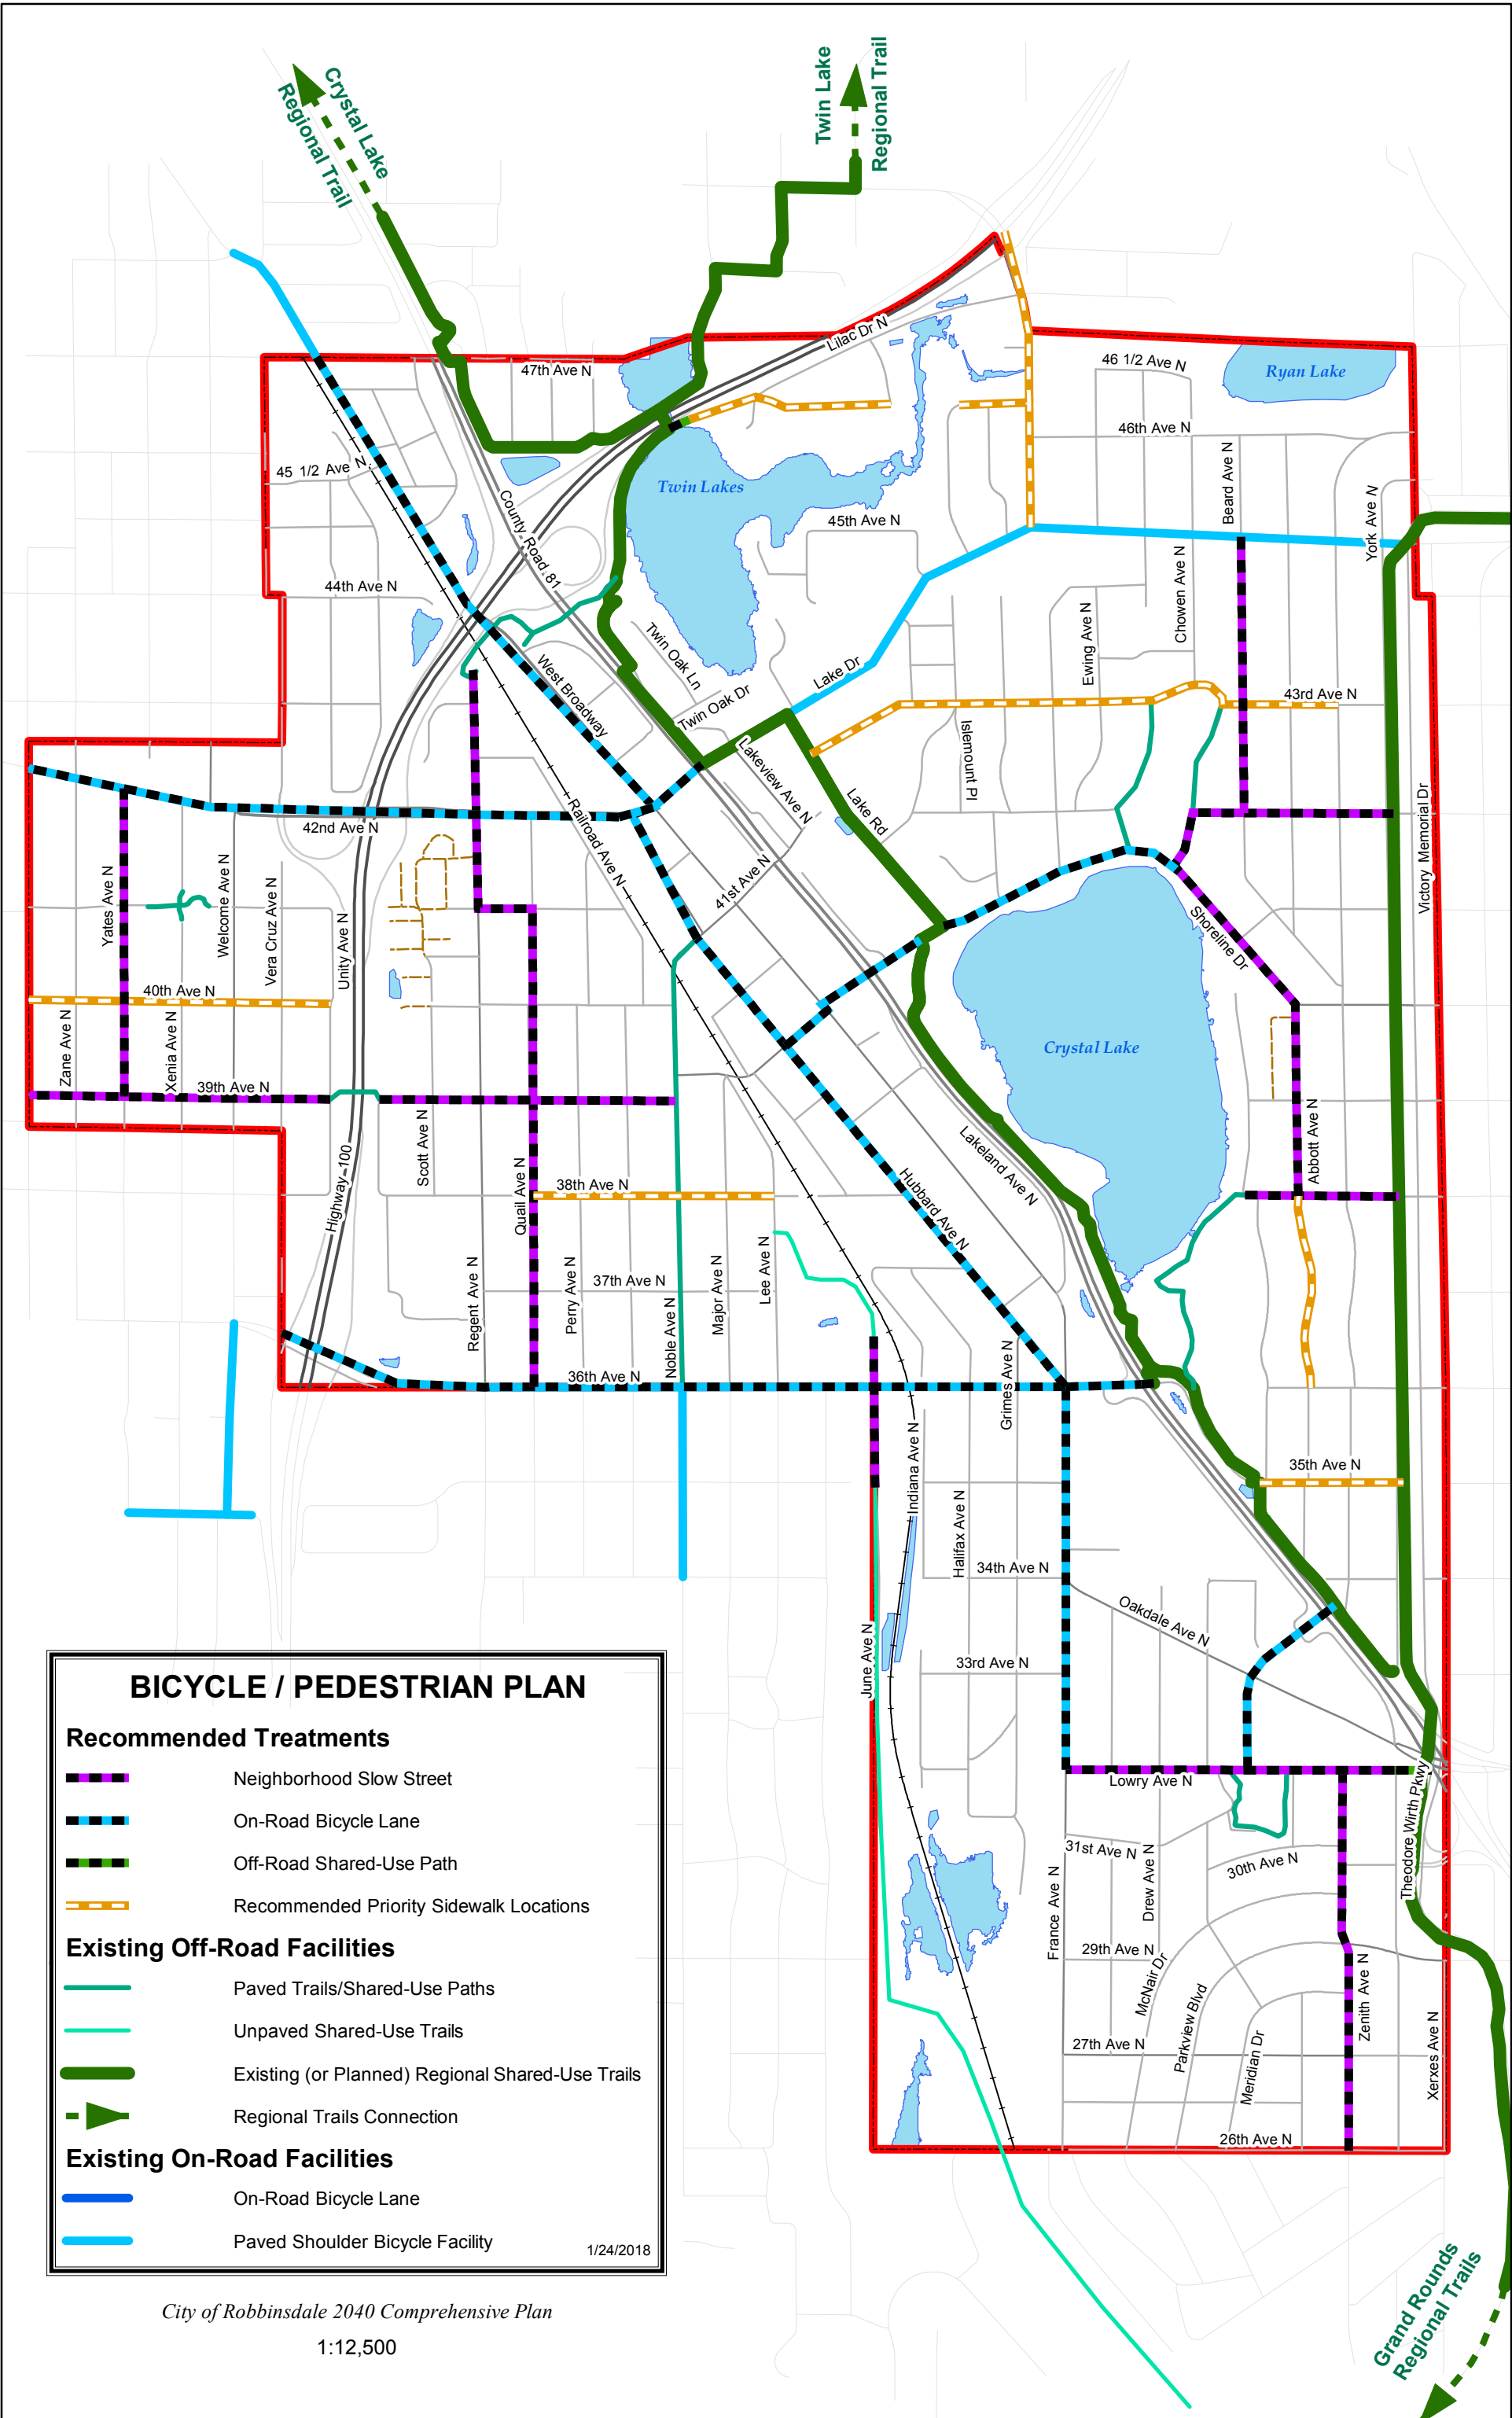 Crystal Lake
Regional Trail
Twin Lake
Regional Trail
Lilac Dr N
47th Ave N
46 1/2 Ave N
Ryan Lake
46th Ave N
45 1/2 Ave N
Twin Lakes
Beard Ave N
York Ave N
County Road 81
45th Ave N
44th Ave N
Chowen Ave N
Ewing Ave N
Twin Oak Ln
West Broadway
Lake Dr
Twin Oak Dr
43rd Ave N
Islemount Pl
Lakeview Ave N
Lake Rd
Railroad Ave N
42nd Ave N
Victory Memorial Dr
41st Ave N
Yates Ave N
Welcome Ave N
Vera Cruz Ave N
Unity Ave N
Shoreline Dr
40th Ave N
Zane Ave N
Xenia Ave N
Crystal Lake
39th Ave N
Scott Ave N
Abbott Ave N
Lakeland Ave N
Highway 100
Quail Ave N
38th Ave N
Hubbard Ave N
Regent Ave N
Perry Ave N
37th Ave N
Noble Ave N
Major Ave N
Lee Ave N
36th Ave N
Grimes Ave N
Indiana Ave N
35th Ave N
Halifax Ave N
34th Ave N
Oakdale Ave N
June Ave N
33rd Ave N
Lowry Ave N
Theodore Wirth Pkwy
31st Ave N
30th Ave N
France Ave N
Drew Ave N
29th Ave N
McNair Dr
Parkview Blvd
Meridian Dr
Zenith Ave N
Xerxes Ave N
27th Ave N
26th Ave N
Grand Rounds
Regional Trails
BICYCLE / PEDESTRIAN PLAN
Recommended Treatments
Neighborhood Slow Street
On-Road Bicycle Lane
Off-Road Shared-Use Path
Recommended Priority Sidewalk Locations
Existing Off-Road Facilities
Paved Trails/Shared-Use Paths
Unpaved Shared-Use Trails
Existing (or Planned) Regional Shared-Use Trails
Regional Trails Connection
Existing On-Road Facilities
On-Road Bicycle Lane
Paved Shoulder Bicycle Facility
1/24/2018
City of Robbinsdale 2040 Comprehensive Plan
1:12,500